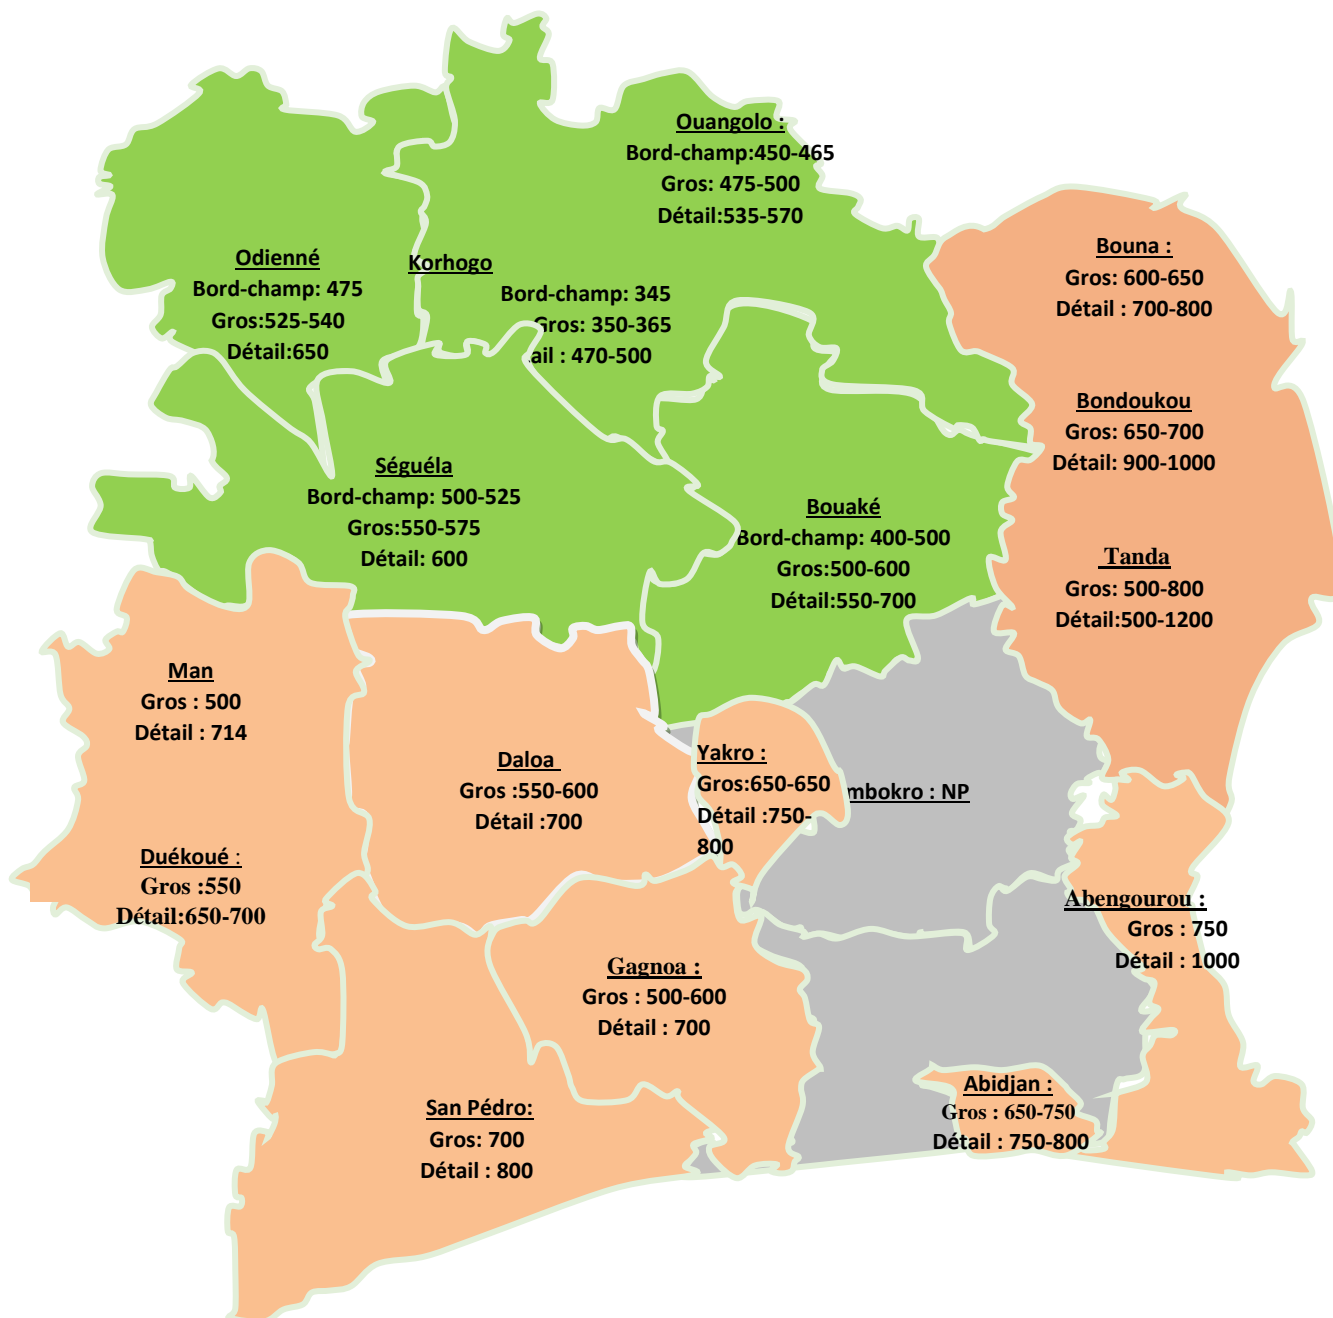 Ouangolo :
Bord-champ:450-465
Gros: 475-500
Détail:535-570
Odienné
Bord-champ: 475
Gros:525-540
Détail:650
Korhogo
Bord-champ: 345
Gros: 350-365
ail : 470-500
Bouna :
Gros: 600-650
Détail : 700-800
Bondoukou
Gros: 650-700
Détail: 900-1000
Séguéla
Bord-champ: 500-525
Gros:550-575
Détail: 600
Bouaké
Bord-champ: 400-500
Gros:500-600
Détail:550-700
Tanda
Gros: 500-800
Détail:500-1200
Man
Gros : 500
Détail : 714
Daloa
Gros :550-600
Détail :700
Yakro :
Gros:650-650
Détail :750-
800
mbokro : NP
Duékoué :
Gros :550
Détail:650-700
Abengourou :
Gros : 750
Détail : 1000
Gagnoa :
Gros : 500-600
Détail : 700
San Pédro:
Gros: 700
Détail : 800
Abidjan :
Gros : 650-750
Détail : 750-800